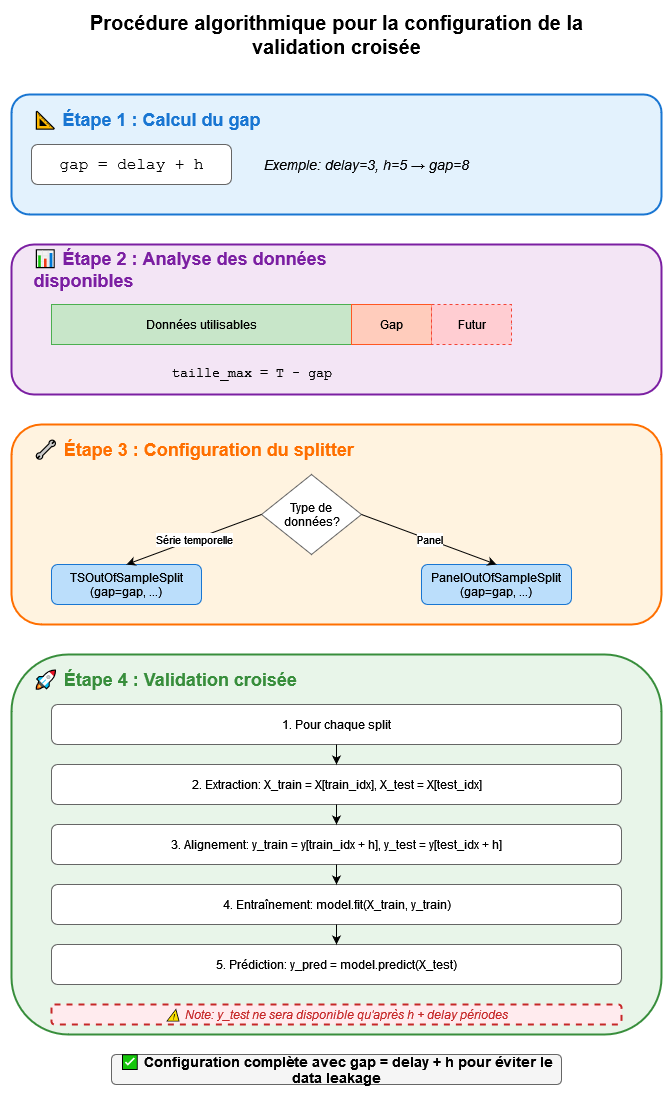 Procédure algorithmique pour la configuration de la
validation croisée
📐 Étape 1 : Calcul du gap
gap = delay + h
Exemple: delay=3, h=5 → gap=8
📊 Étape 2 : Analyse des données
disponibles
Données utilisables
Gap
Futur
taille_max = T - gap
🔧 Étape 3 : Configuration du splitter
Type de
données?
Série temporelle
Panel
TSOutOfSampleSplit
(gap=gap, ...)
PanelOutOfSampleSplit
(gap=gap, ...)
🚀 Étape 4 : Validation croisée
1. Pour chaque split
2. Extraction: X_train = X[train_idx], X_test = X[test_idx]
3. Alignement: y_train = y[train_idx + h], y_test = y[test_idx + h]
4. Entraînement: model.fit(X_train, y_train)
5. Prédiction: y_pred = model.predict(X_test)
⚠️ Note: y_test ne sera disponible qu'après h + delay périodes
✅ Configuration complète avec gap = delay + h pour éviter le
data leakage